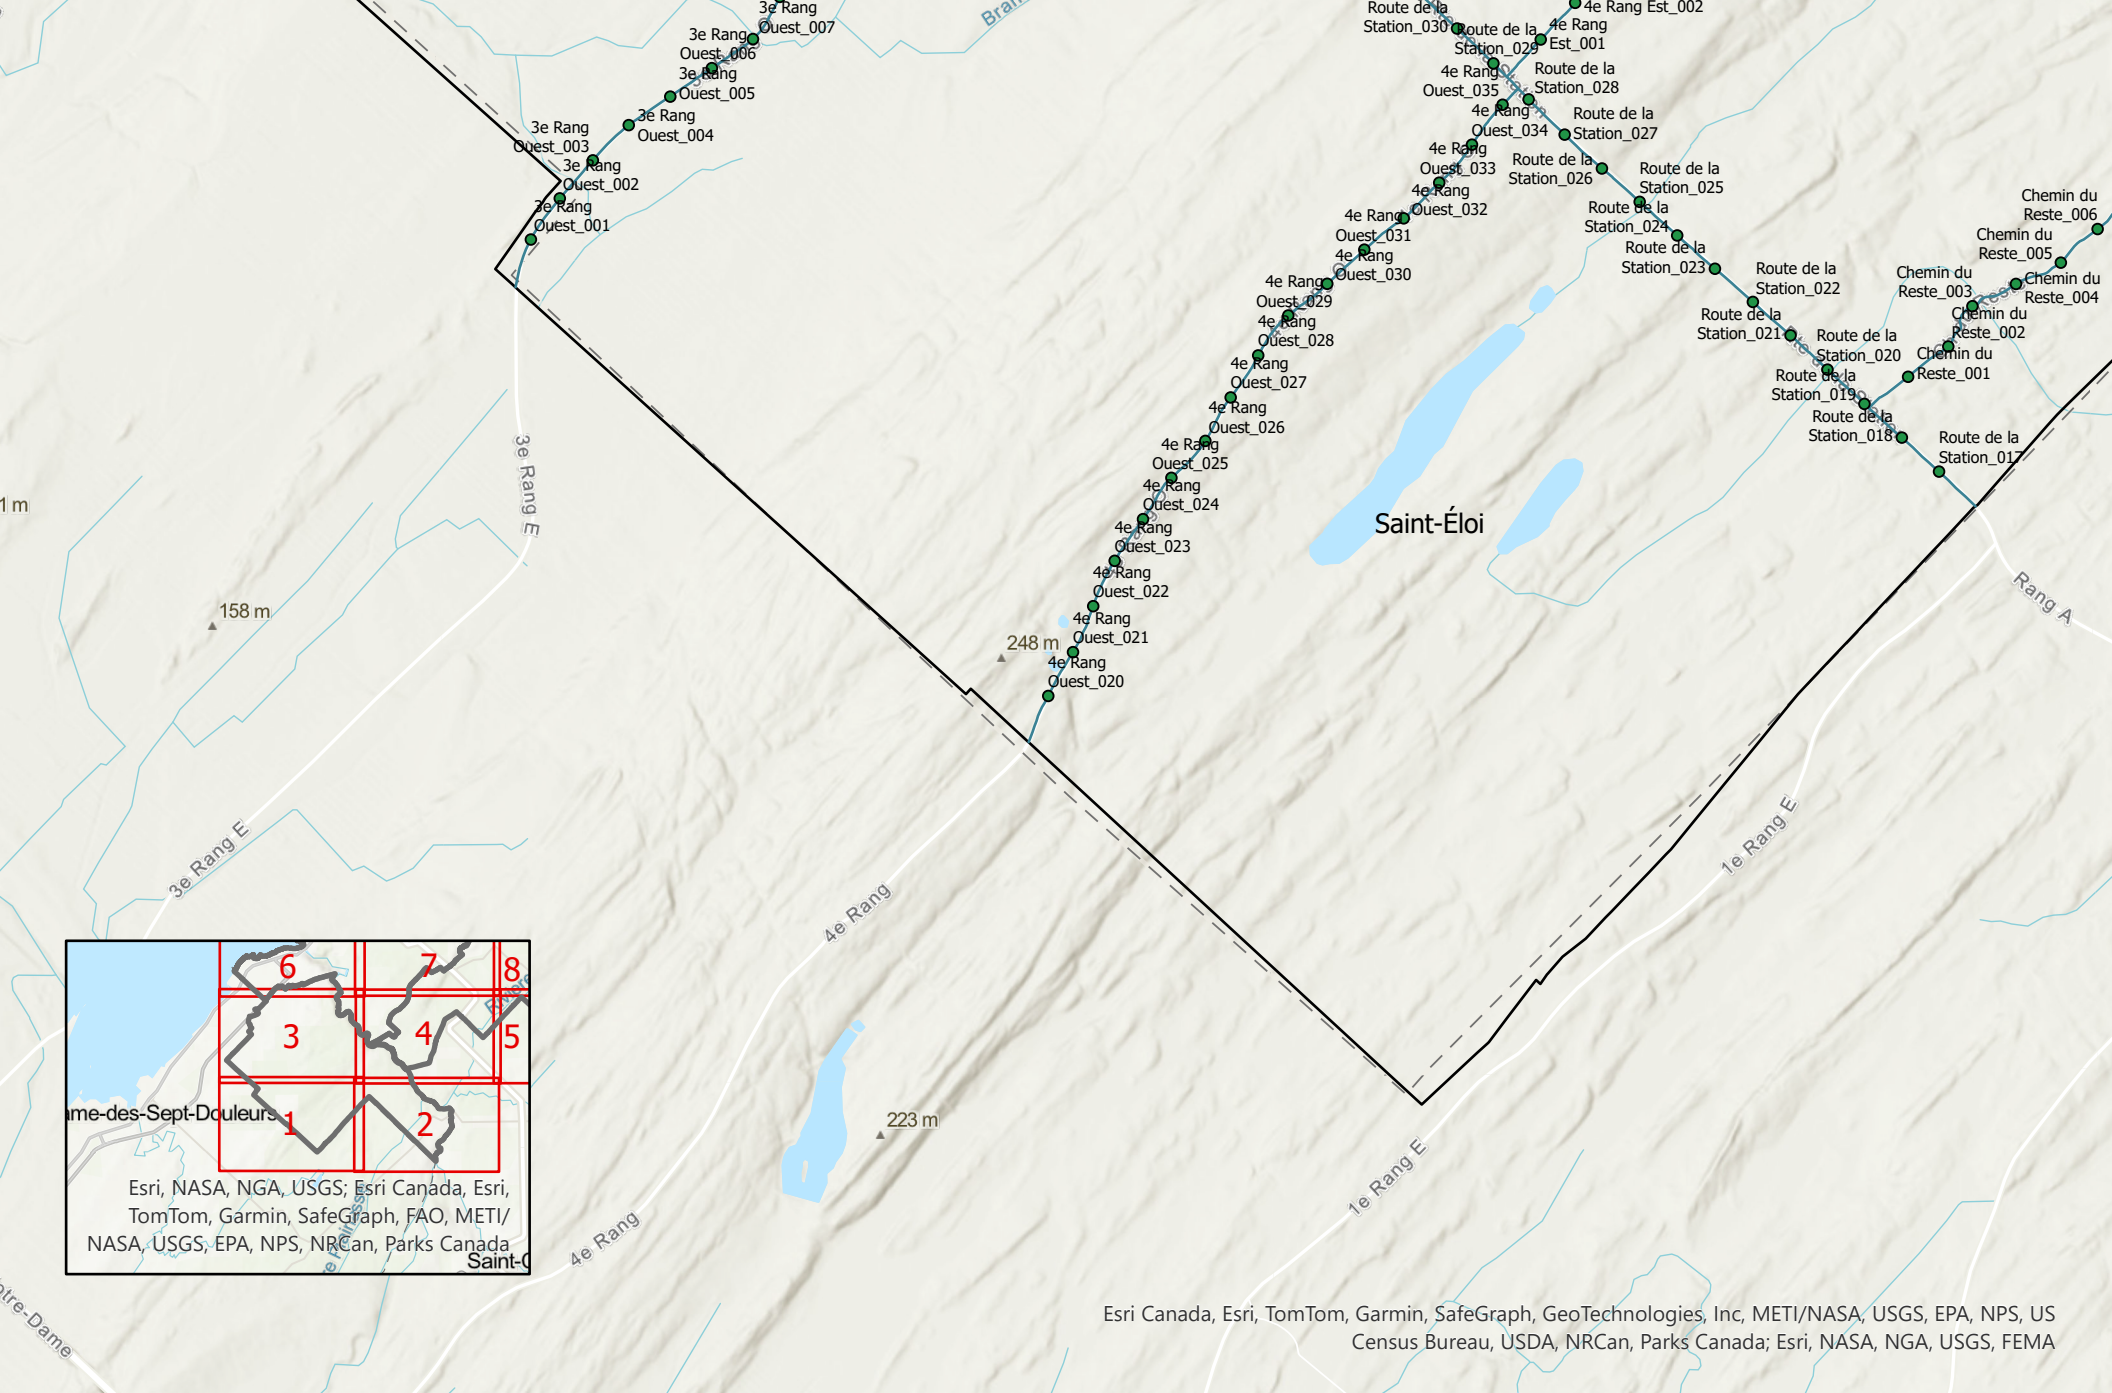 3e Rang
Ouest_007
3e Rang
Ouest_006
3e Rang
Ouest_005
3e Rang
Ouest_004
3e Rang
Ouest_003
3e Rang
Ouest_002
3e Rang
Ouest_001
Route de la
Station_030
Route de la
Station_029
4e Rang Est_002
4e Rang
Est_001
4e Rang
Ouest_035
Route de la
Station_028
4e Rang
Ouest_034
Route de la
Station_027
4e Rang
Ouest_033
Route de la
Station_026
Route de la
Station_025
4e Rang
Ouest_032
Route de la
Station_024
4e Rang
Ouest_031
Route de la
Station_023
4e Rang
Ouest_030
Route de la
Station_022
4e Rang
Ouest_029
Route de la
Station_021
4e Rang
Ouest_028
Route de la
Station_020
4e Rang
Ouest_027
Route de la
Station_019
4e Rang
Ouest_026
Route de la
Station_018
4e Rang
Ouest_025
Route de la
Station_017
4e Rang
Ouest_024
4e Rang
Ouest_023
4e Rang
Ouest_022
4e Rang
Ouest_021
4e Rang
Ouest_020
Chemin du
Reste_006
Chemin du
Reste_005
Chemin du
Reste_004
Chemin du
Reste_003
Chemin du
Reste_002
Chemin du
Reste_001
Saint-Éloi
3e Rang E
1 m
158 m
248 m
Rang A
3e Rang E
4e Rang
1e Rang E
223 m
1e Rang E
4e Rang
otre-Dame
6
7
8
3
4
5
1
2
ame-des-Sept-Douleurs
Saint-
Esri, NASA, NGA, USGS; Esri Canada, Esri,
TomTom, Garmin, SafeGraph, FAO, METI/
NASA, USGS, EPA, NPS, NRCan, Parks Canada
Esri Canada, Esri, TomTom, Garmin, SafeGraph, GeoTechnologies, Inc, METI/NASA, USGS, EPA, NPS, US
Census Bureau, USDA, NRCan, Parks Canada; Esri, NASA, NGA, USGS, FEMA